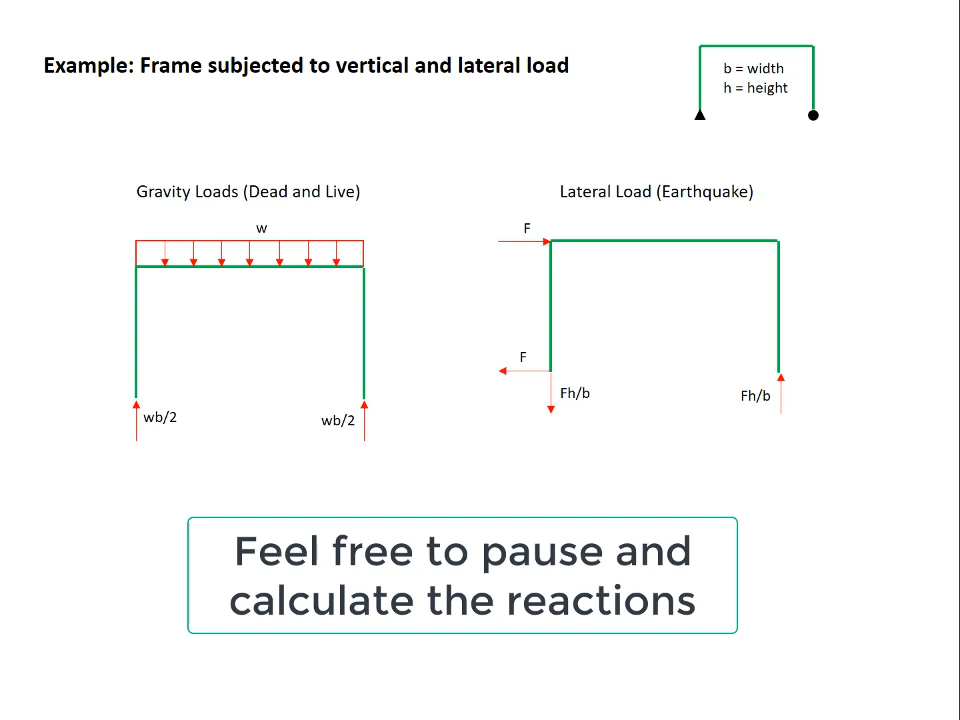 Example: Frame subjected to vertical and lateral load
b = width
h = height
Gravity Loads (Dead and Live)
Lateral Load (Earthquake)
w
F
F
Fh/b
Fh/b
wb/2
wb/2
Feel free to pause and
calculate the reactions